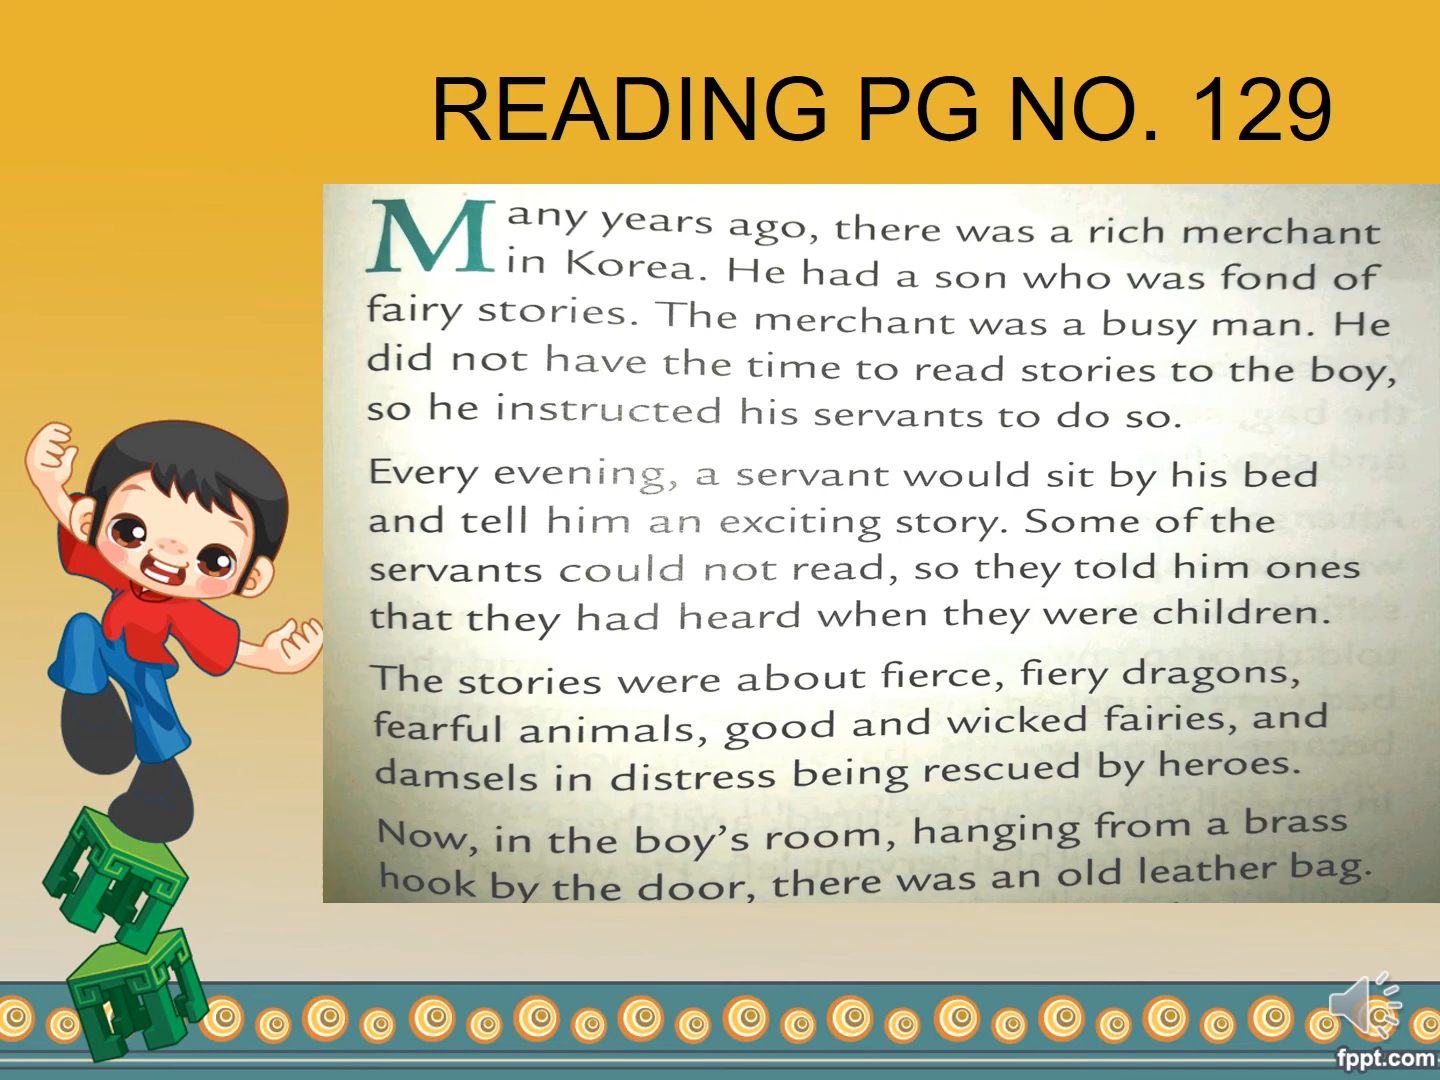 READING PG NO. 129
Many years ago, there was a rich merchant
in Korea. He had a son who was fond of
fairy stories. The merchant was a busy man. He
did not have the time to read stories to the boy,
so he instructed his servants to do so.
Every evening, a servant would sit by his bed
and tell him an exciting story. Some of the
servants could not read, so they told him ones
that they had heard when they were children.
The stories were about fierce, fiery dragons,
fearful animals, good and wicked fairies, and
damsels in distress being rescued by heroes.
Now, in the boy's room, hanging from a brass
hook by the door, there was an old leather bag.
fppt.com